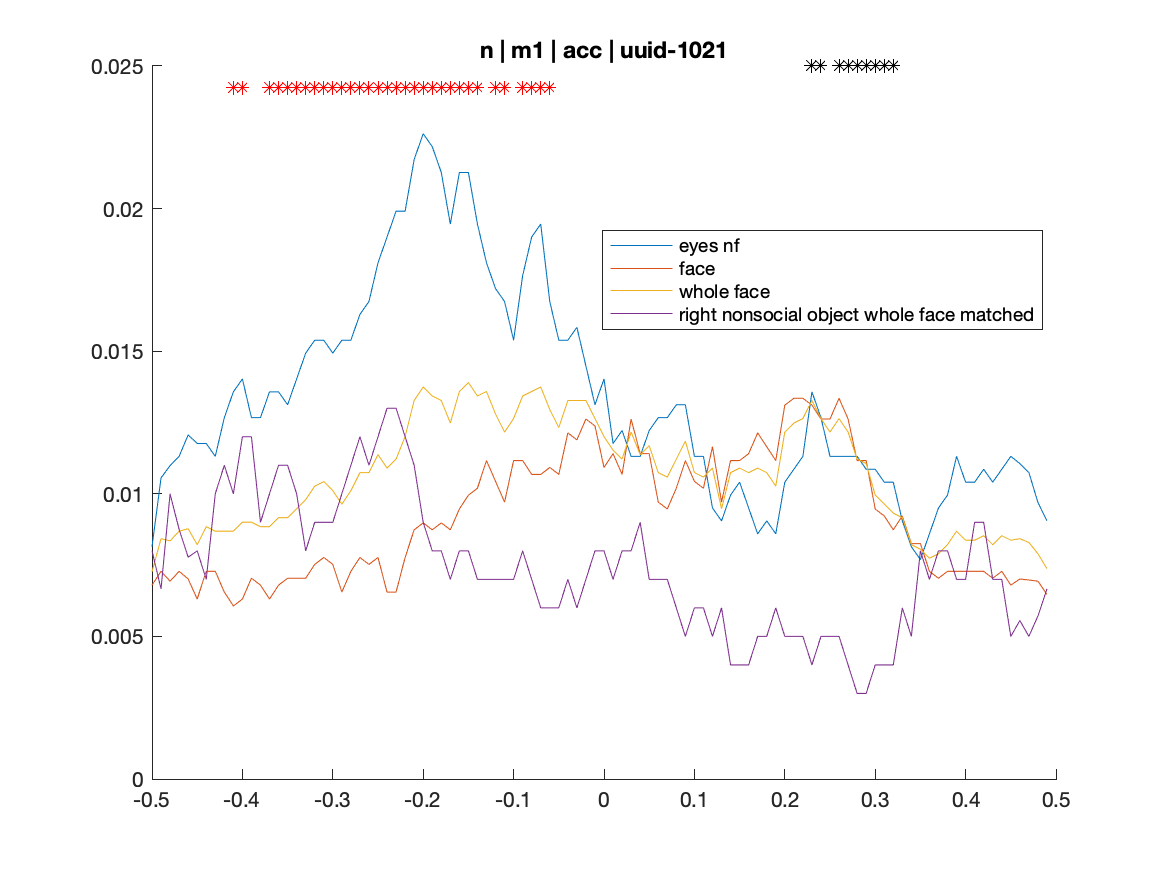 n | m1 | acc | uuid-1021
0.025
0.02
0.015
0.01
0.005
0
eyes nf
face
whole face
right nonsocial object whole face matched
-0.5 -0.4 -0.3 -0.2 -0.1 0 0.1 0.2 0.3 0.4 0.5